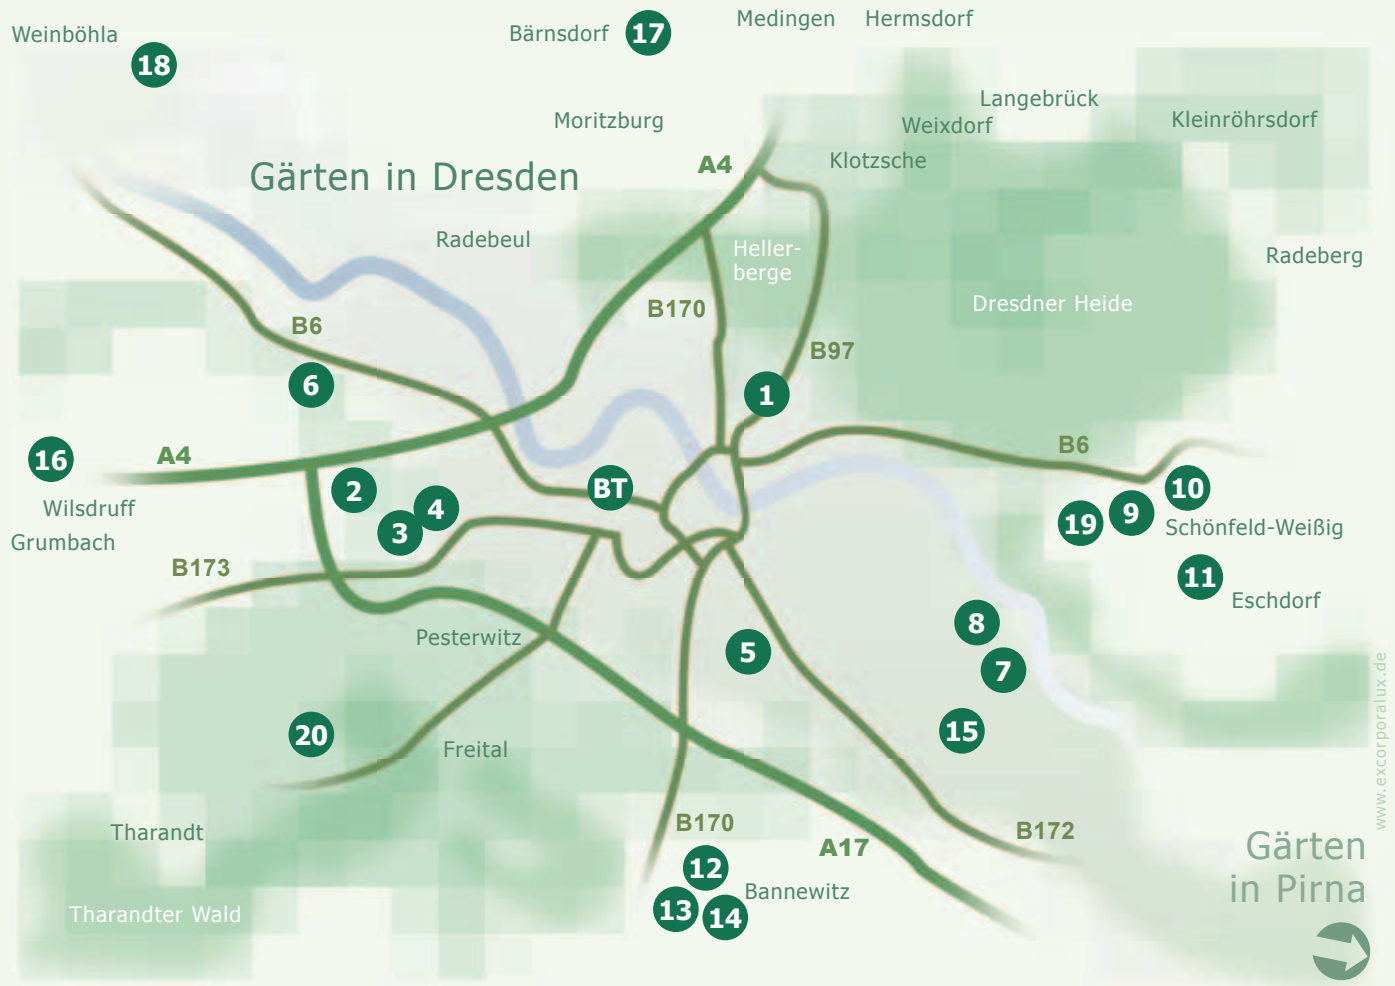 Medingen
Hermsdorf
Weinböhla
Bärnsdorf
17
18
Langebrück
Moritzburg
Weixdorf
Kleinröhrsdorf
Klotzsche
A4
Gärten in Dresden
Radebeul
Heller-
berge
Radeberg
B170
Dresdner Heide
B6
B97
6
1
B6
A4
16
2
BT
10
Wilsdruff
4
3
19
9
Schönfeld-Weißig
Grumbach
B173
11
Eschdorf
8
Pesterwitz
5
7
20
15
Freital
www.excorporalux.de
Tharandt
B170
B172
A17
Gärten
in Pirna
12
Bannewitz
13
14
Tharandter Wald